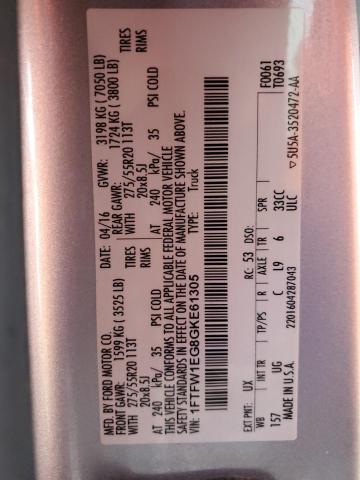 MFG.BY FORD MOTOR CO.
DATE: 04/16 GVWR: 3198 KG ( 7050 LB)
FRONT GAWR: 1599 KG ( 3525 LB) REAR GAWR: 1724 KG ( 3800 LB)
WITH 275/55R20 113T TIRES WITH 275/55R20 113T TIRES
20x8.5J RIMS 20x8.5J RIMS
AT 240 kPa/ 35 PSI COLD AT 240 kPa/ 35 PSI COLD
THIS VEHICLE CONFORMS TO ALL APPLICABLE FEDERAL MOTOR VEHICLE
SAFETY STANDARDS IN EFFECT ON THE DATE OF MANUFACTURE SHOWN ABOVE.
VIN: 1FTFW1EG8GKE61305 TYPE: Truck
F0061
T0693
EXT PNT: UX RC: 53 DSO:
WB INT TR TP/PS R AXLE TR SPR
157 UG C L9 6 33CC
MADE IN U.S.A. ULC
2201604287043
▽5U5A-3520472-AA